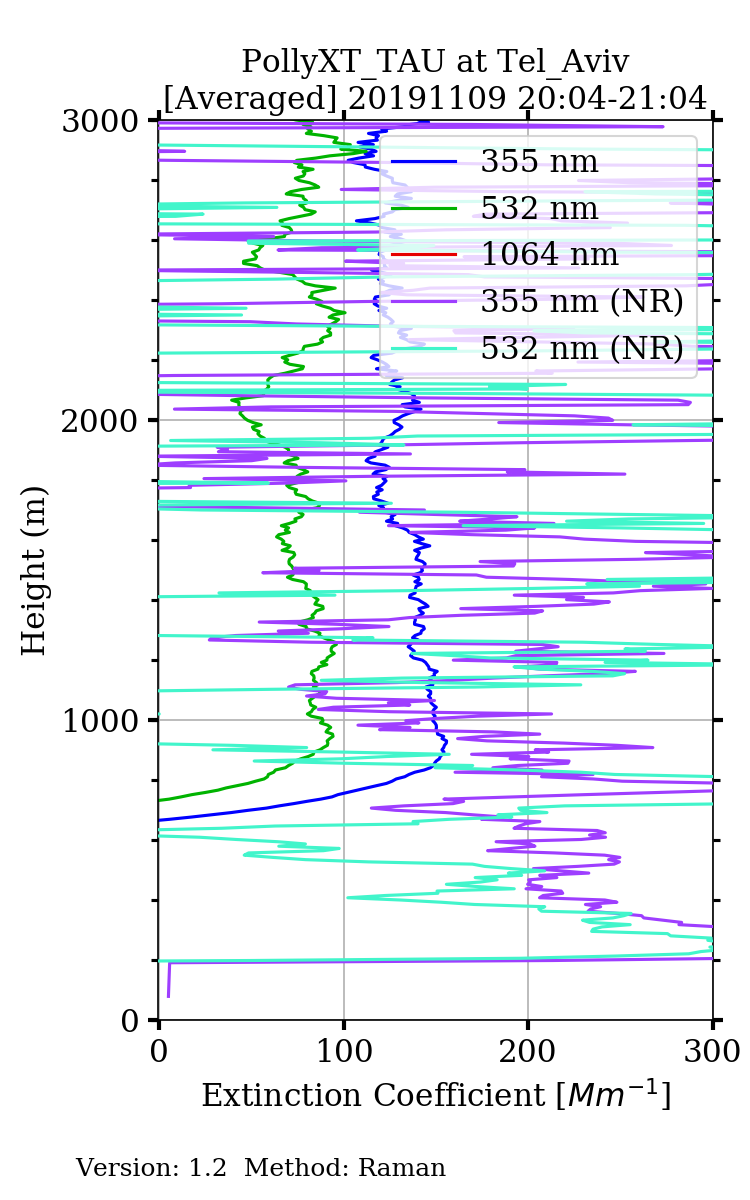 PollyXT_TAU at Tel_Aviv
[Averaged] 20191109 20:04-21:04
3000
2000
1000
0
Height (m)
355 nm
532 nm
1064 nm
355 nm (NR)
532 nm (NR)
0 100 200 300
Extinction Coefficient [Mm⁻¹]
Version: 1.2 Method: Raman